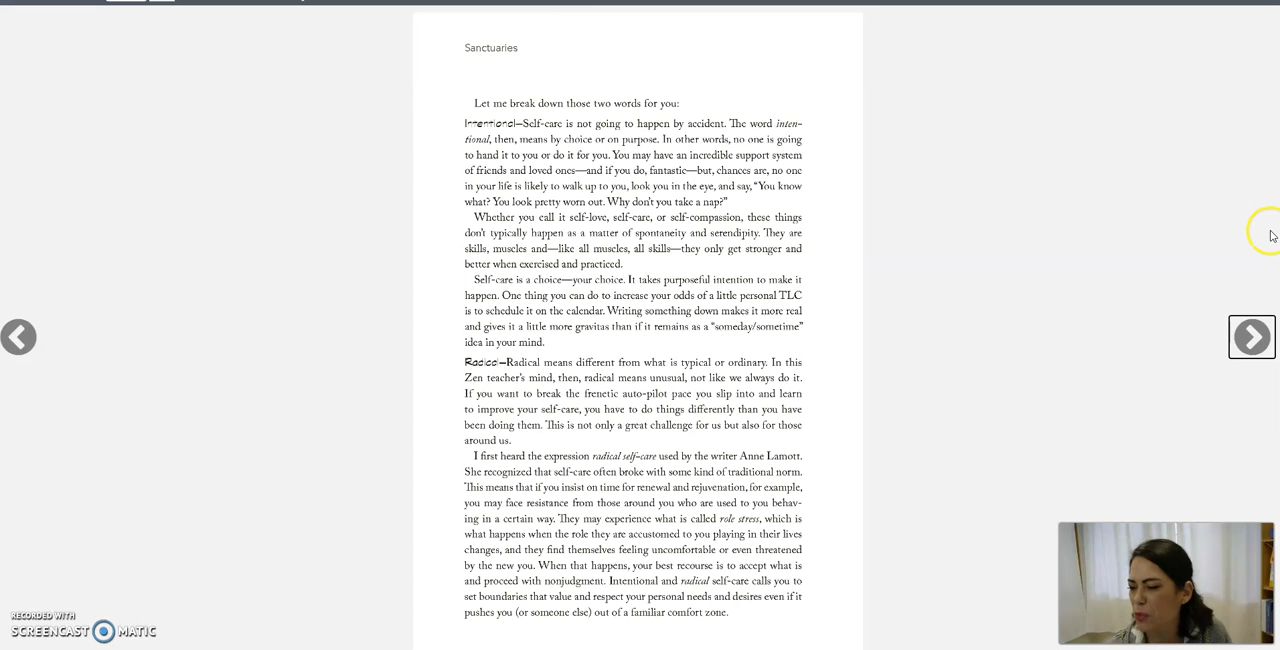 Sanctuaries
Let me break down those two words for you:
Intentional—Self-care is not going to happen by accident. The word inten-
tional, then, means by choice or on purpose. In other words, no one is going
to hand it to you or do it for you. You may have an incredible support system
of friends and loved ones—and if you do, fantastic—but, chances are, no one
in your life is likely to walk up to you, look you in the eye, and say, “You know
what? You look pretty worn out. Why don’t you take a nap?”
Whether you call it self-love, self-care, or self-compassion, these things
don’t typically happen as a matter of spontaneity and serendipity. They are
skills, muscles and—like all muscles, all skills—they only get stronger and
better when exercised and practiced.
Self-care is a choice—your choice. It takes purposeful intention to make it
happen. One thing you can do to increase your odds of a little personal TLC
is to schedule it on the calendar. Writing something down makes it more real
and gives it a little more gravitas than if it remains as a “someday/sometime”
idea in your mind.
Radical—Radical means different from what is typical or ordinary. In this
Zen teacher’s mind, then, radical means unusual, not like we always do it.
If you want to break the frenetic auto-pilot pace you slip into and learn
to improve your self-care, you have to do things differently than you have
been doing them. This is not only a great challenge for us but also for those
around us.
I first heard the expression radical self-care used by the writer Anne Lamott.
She recognized that self-care often broke with some kind of traditional norm.
This means that if you insist on time for renewal and rejuvenation, for example,
you may face resistance from those around you who are used to you behav-
ing in a certain way. They may experience what is called role stress, which is
what happens when the role they are accustomed to you playing in their lives
changes, and they find themselves feeling uncomfortable or even threatened
by the new you. When that happens, your best recourse is to accept what is
and proceed with nonjudgment. Intentional and radical self-care calls you to
set boundaries that value and respect your personal needs and desires even if it
pushes you (or someone else) out of a familiar comfort zone.
RECORDED WITH
SCREENCAST MATIC